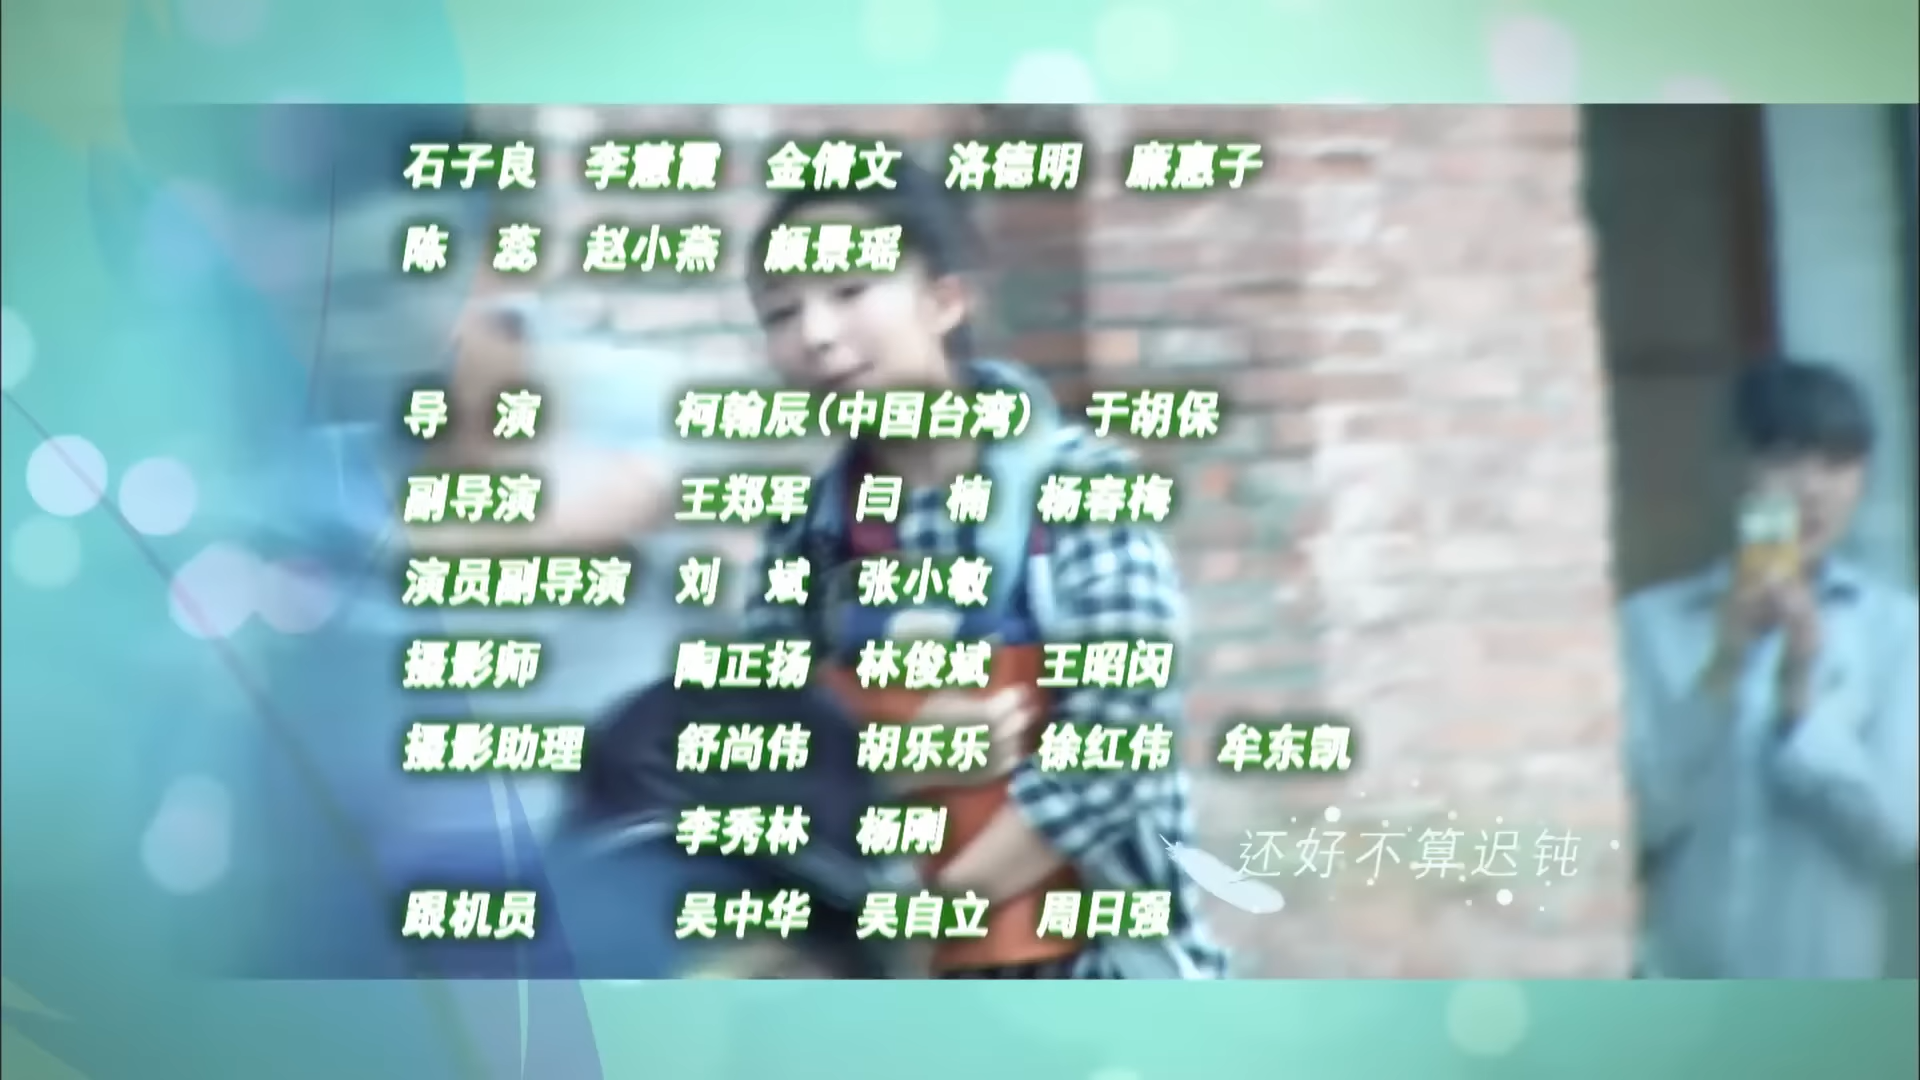 石子良 李慧霞 金倩文 洛德明 廉惠子
陈 蕊 赵小燕 颜景瑶
导 演 柯翰辰(中国台湾) 于胡保
副导演 王郑军 闫 楠 杨春梅
演员副导演 刘 斌 张小敏
摄影师 陶正扬 林俊斌 王昭闵
摄影助理 舒尚伟 胡乐乐 徐红伟 牟东凯
李秀林 杨刚
还好不算迟钝
跟机员 吴中华 吴自立 周日强